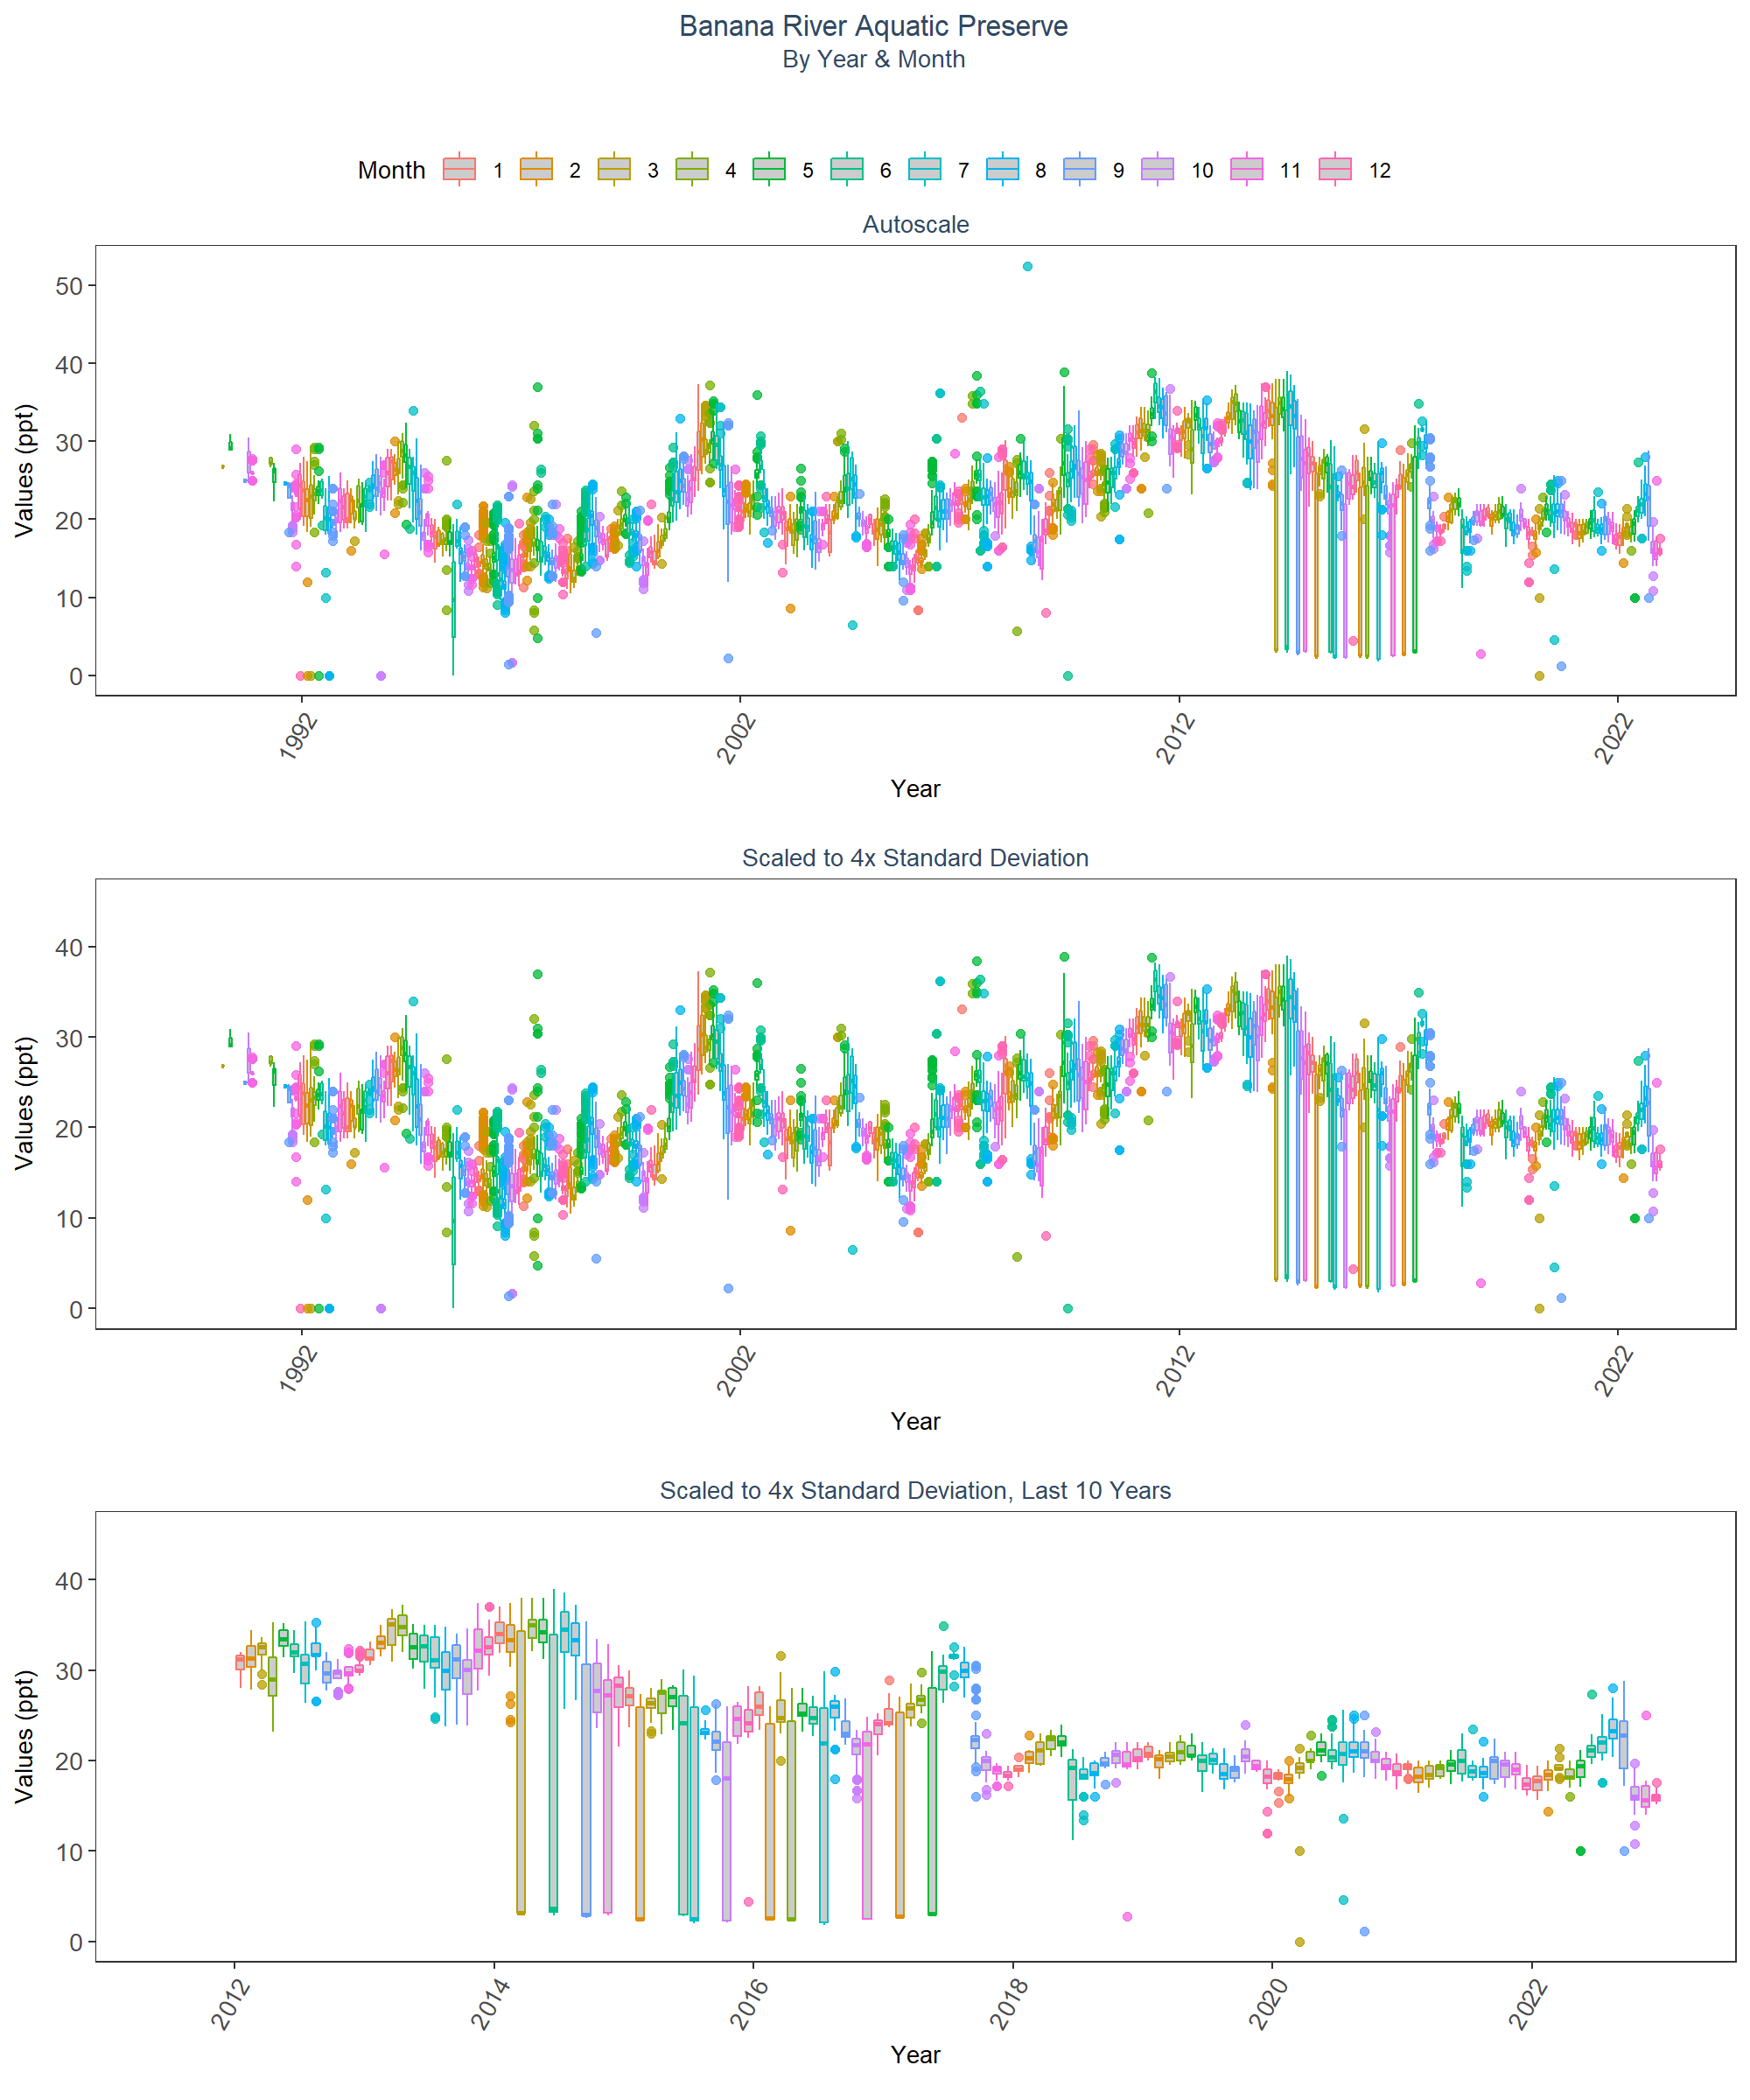 Banana River Aquatic Preserve
By Year & Month
Month 1 2 3 4 5 6 7 8 9 10 11 12
Autoscale
Values (ppt)
50
40
30
20
10
0
1992 2002 2012 2022
Year
Scaled to 4x Standard Deviation
Values (ppt)
40
30
20
10
0
1992 2002 2012 2022
Year
Scaled to 4x Standard Deviation, Last 10 Years
Values (ppt)
40
30
20
10
0
2012 2014 2016 2018 2020 2022
Year